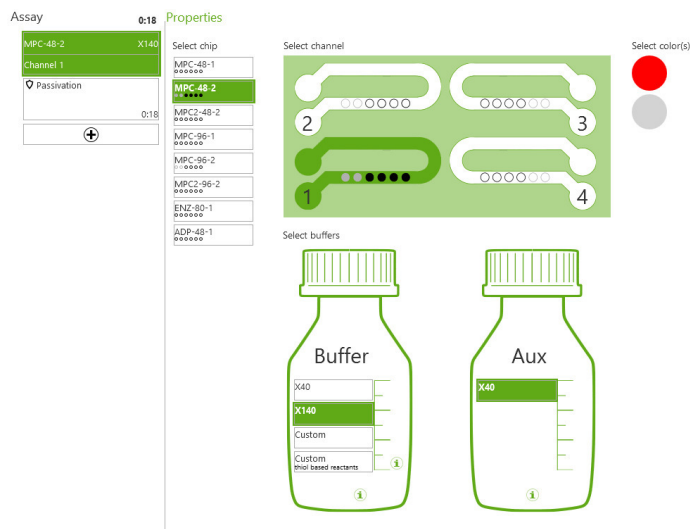 Assay
0:18
Properties
MPC-48-2 X140
Channel 1
Passivation
0:18
Select chip
MPC-48-1
MPC-48-2
MPC2-48-2
MPC-96-1
MPC-96-2
MPC2-96-2
ENZ-80-1
ADP-48-1
Select channel
2
3
1
4
Select color(s)
Select buffers
Buffer
X40
X140
Custom
Custom
thiol based reactants
i
i
Aux
X40
i